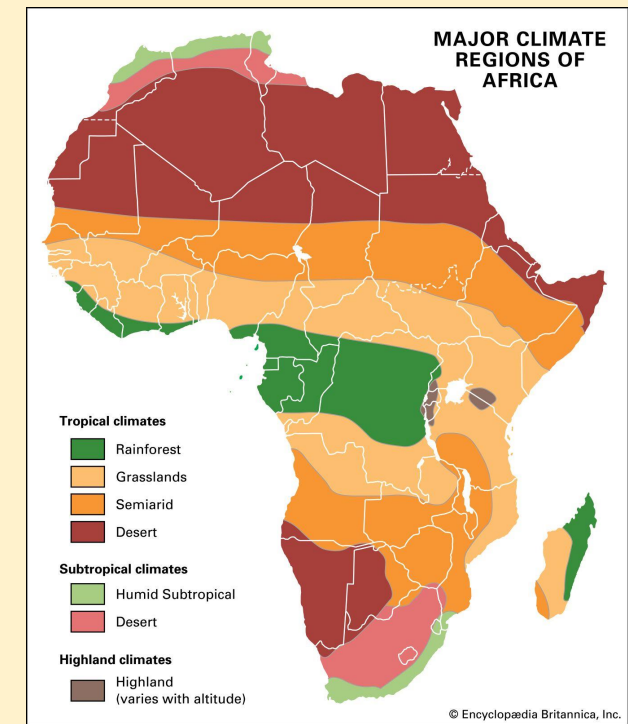 MAJOR CLIMATE
REGIONS OF
AFRICA
Tropical climates
Rainforest
Grasslands
Semiarid
Desert
Subtropical climates
Humid Subtropical
Desert
Highland climates
Highland
(varies with altitude)
© Encyclopædia Britannica, Inc.